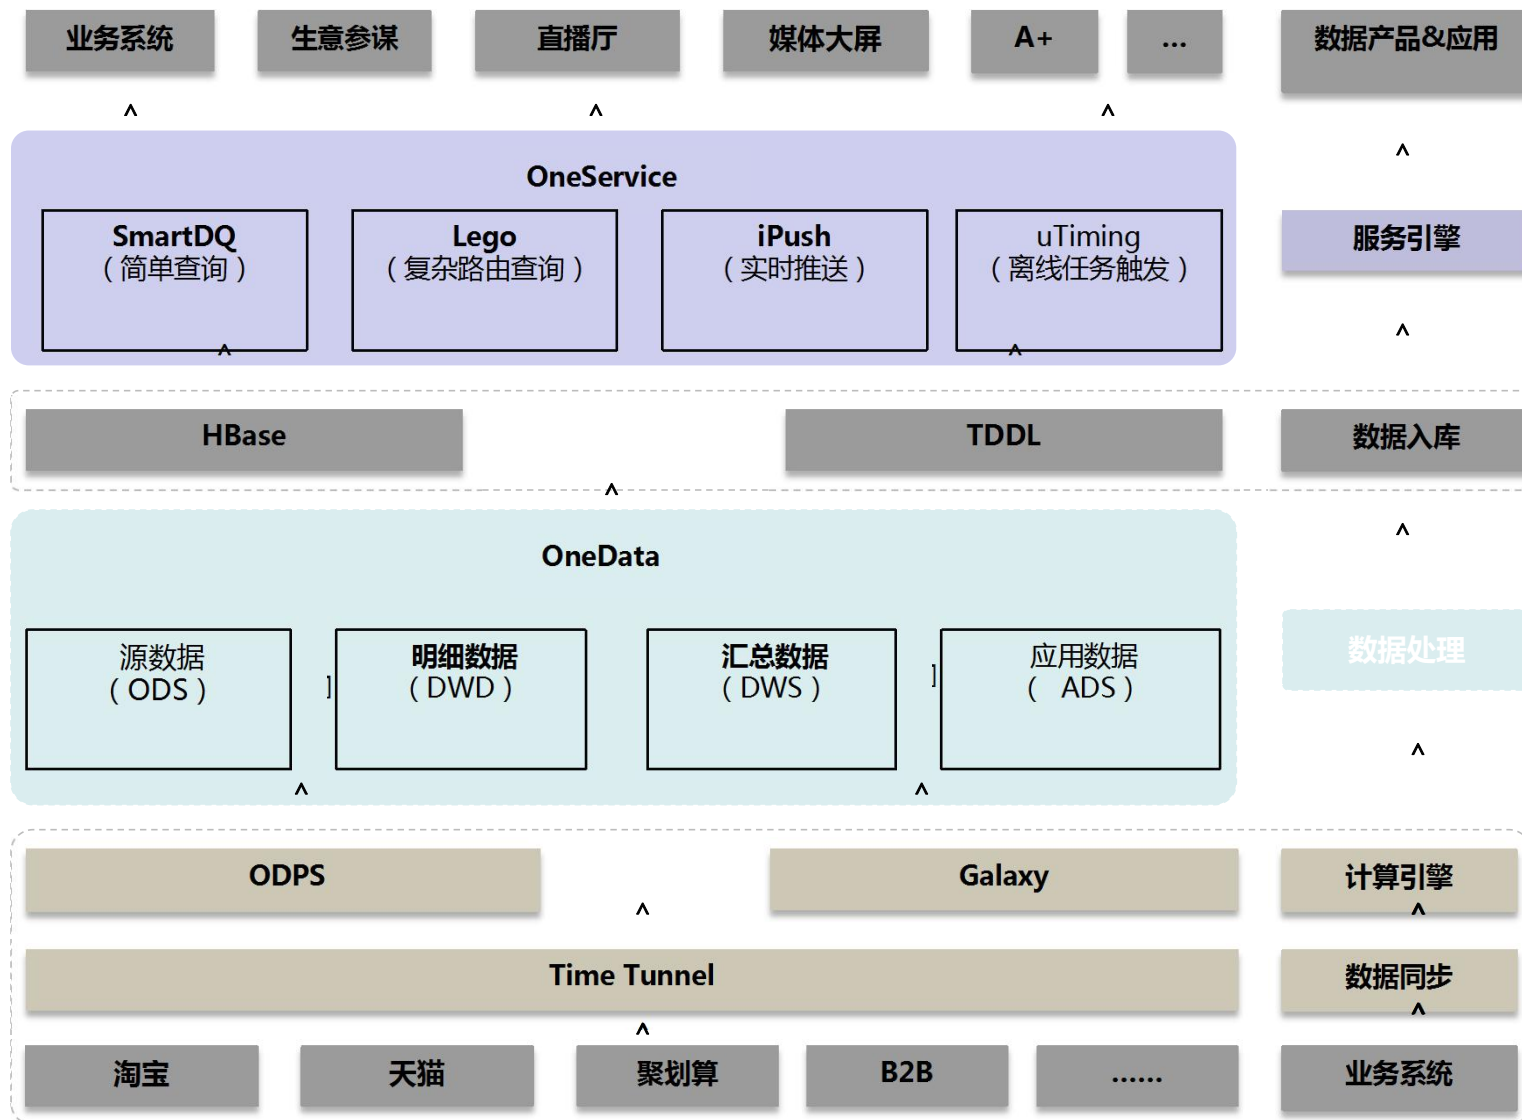 业务系统
生意参谋
直播厅
媒体大屏
A+
...
数据产品&应用
OneService
SmartDQ
（简单查询）
Lego
（复杂路由查询）
iPush
（实时推送）
uTiming
（离线任务触发）
服务引擎
HBase
TDDL
数据入库
OneData
源数据
（ODS）
明细数据
（DWD）
汇总数据
（DWS）
应用数据
（ ADS）
数据处理
ODPS
Galaxy
计算引擎
Time Tunnel
数据同步
淘宝
天猫
聚划算
B2B
......
业务系统